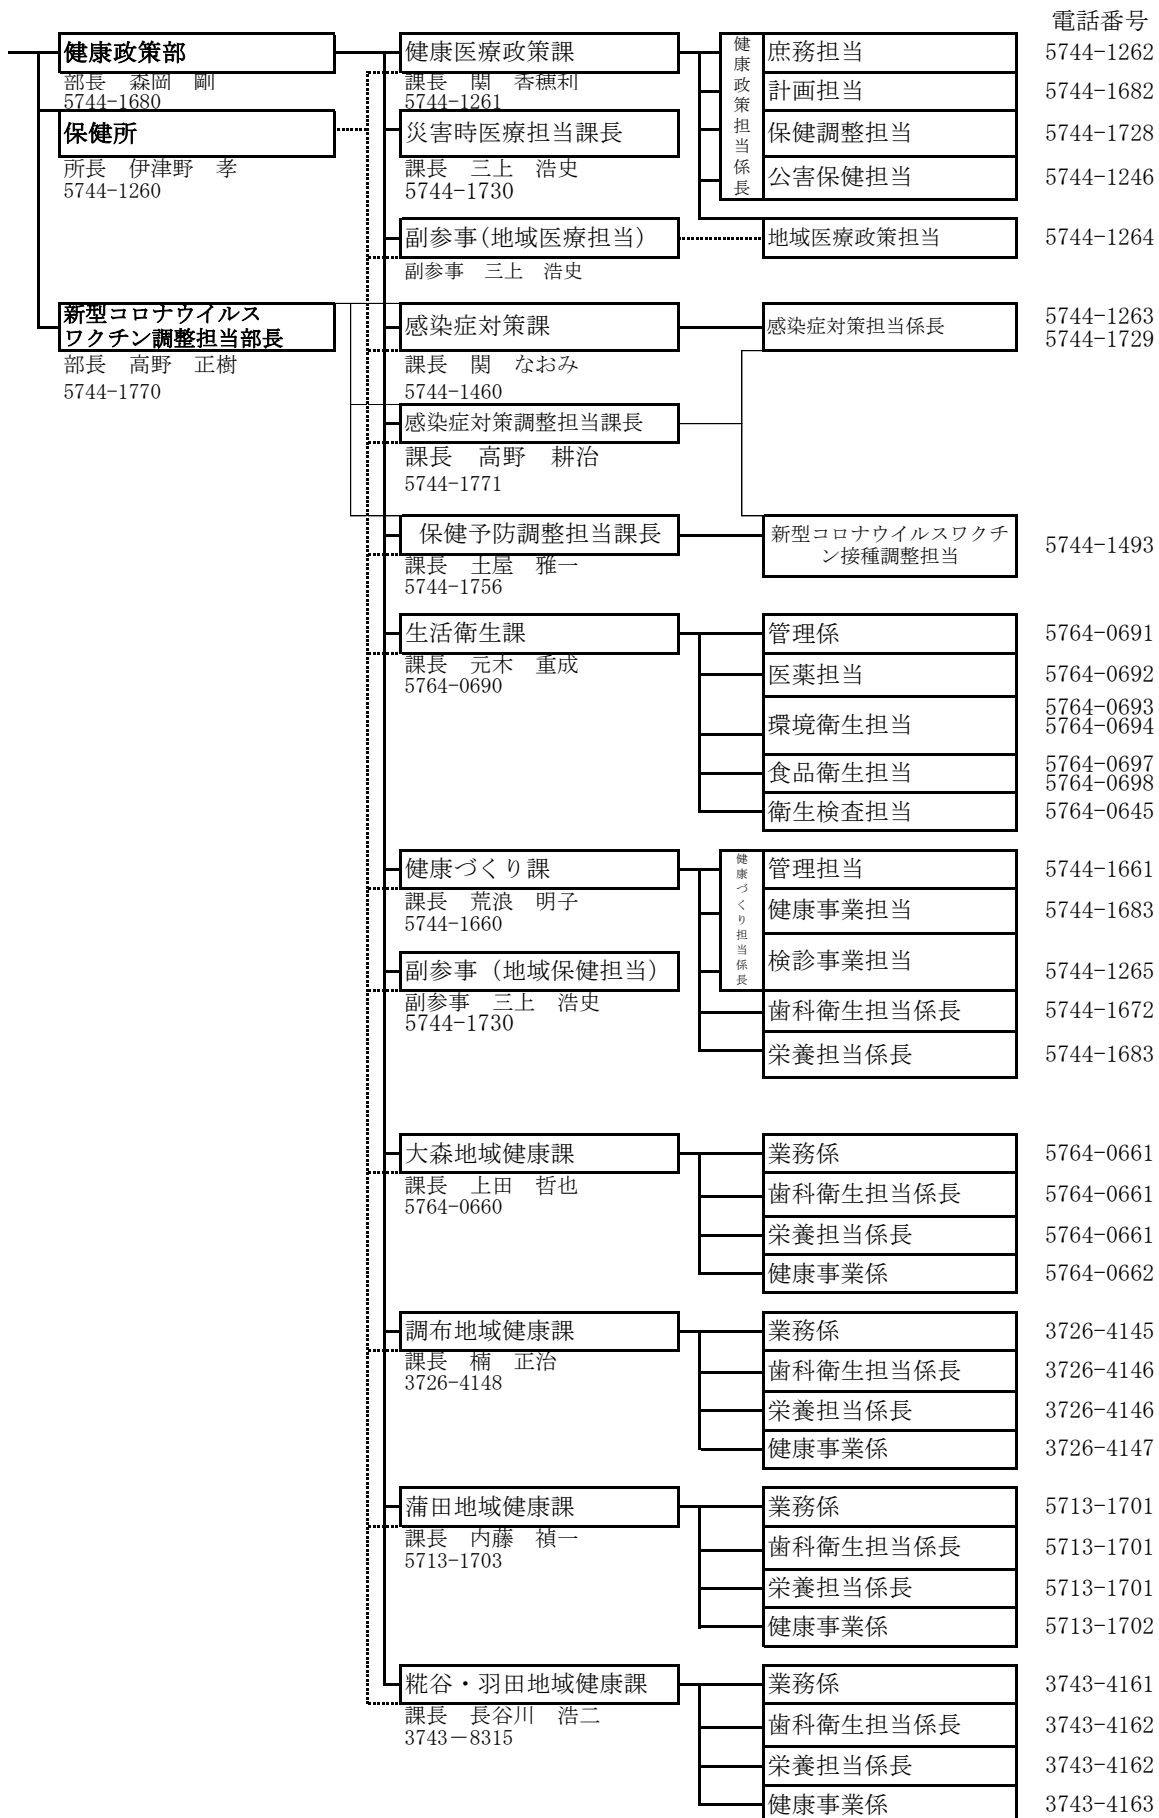 電話番号
健康政策部
部長　森岡　剛
5744-1680
保健所
所長　伊津野　孝
5744-1260
新型コロナウイルス
ワクチン調整担当部長
部長　高野　正樹
5744-1770
健康医療政策課
課長　関　香穂利
5744-1261
健康政策担当係長
庶務担当
5744-1262
計画担当
5744-1682
保健調整担当
5744-1728
公害保健担当
5744-1246
災害時医療担当課長
課長　三上　浩史
5744-1730
副参事(地域医療担当)
副参事　三上　浩史
地域医療政策担当
5744-1264
感染症対策課
課長　関　なおみ
5744-1460
感染症対策担当係長
5744-1263
5744-1729
感染症対策調整担当課長
課長　高野　耕治
5744-1771
保健予防調整担当課長
課長　土屋　雅一
5744-1756
新型コロナウイルスワクチ
ン接種調整担当
5744-1493
生活衛生課
課長　元木　重成
5764-0690
管理係
5764-0691
医薬担当
5764-0692
環境衛生担当
5764-0693
5764-0694
食品衛生担当
5764-0697
5764-0698
衛生検査担当
5764-0645
健康づくり課
課長　荒浪　明子
5744-1660
健康づくり担当係長
管理担当
5744-1661
健康事業担当
5744-1683
検診事業担当
5744-1265
副参事（地域保健担当）
副参事　三上　浩史
5744-1730
歯科衛生担当係長
5744-1672
栄養担当係長
5744-1683
大森地域健康課
課長　上田　哲也
5764-0660
業務係
5764-0661
歯科衛生担当係長
5764-0661
栄養担当係長
5764-0661
健康事業係
5764-0662
調布地域健康課
課長　楠　正治
3726-4148
業務係
3726-4145
歯科衛生担当係長
3726-4146
栄養担当係長
3726-4146
健康事業係
3726-4147
蒲田地域健康課
課長　内藤　禎一
5713-1703
業務係
5713-1701
歯科衛生担当係長
5713-1701
栄養担当係長
5713-1701
健康事業係
5713-1702
糀谷・羽田地域健康課
課長　長谷川　浩二
3743－8315
業務係
3743-4161
歯科衛生担当係長
3743-4162
栄養担当係長
3743-4162
健康事業係
3743-4163